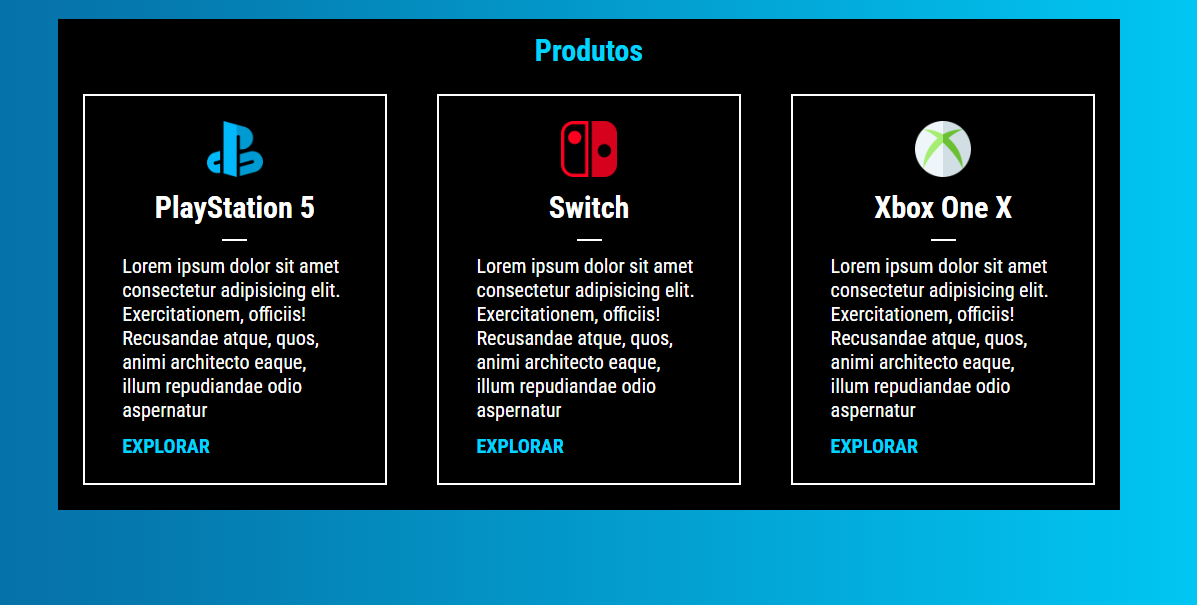 Produtos
PlayStation 5
Lorem ipsum dolor sit amet
consectetur adipisicing elit.
Exercitationem, officiis!
Recusandae atque, quos,
animi architecto eaque,
illum repudiandae odio
aspernatur
EXPLORAR
Switch
Lorem ipsum dolor sit amet
consectetur adipisicing elit.
Exercitationem, officiis!
Recusandae atque, quos,
animi architecto eaque,
illum repudiandae odio
aspernatur
EXPLORAR
Xbox One X
Lorem ipsum dolor sit amet
consectetur adipisicing elit.
Exercitationem, officiis!
Recusandae atque, quos,
animi architecto eaque,
illum repudiandae odio
aspernatur
EXPLORAR